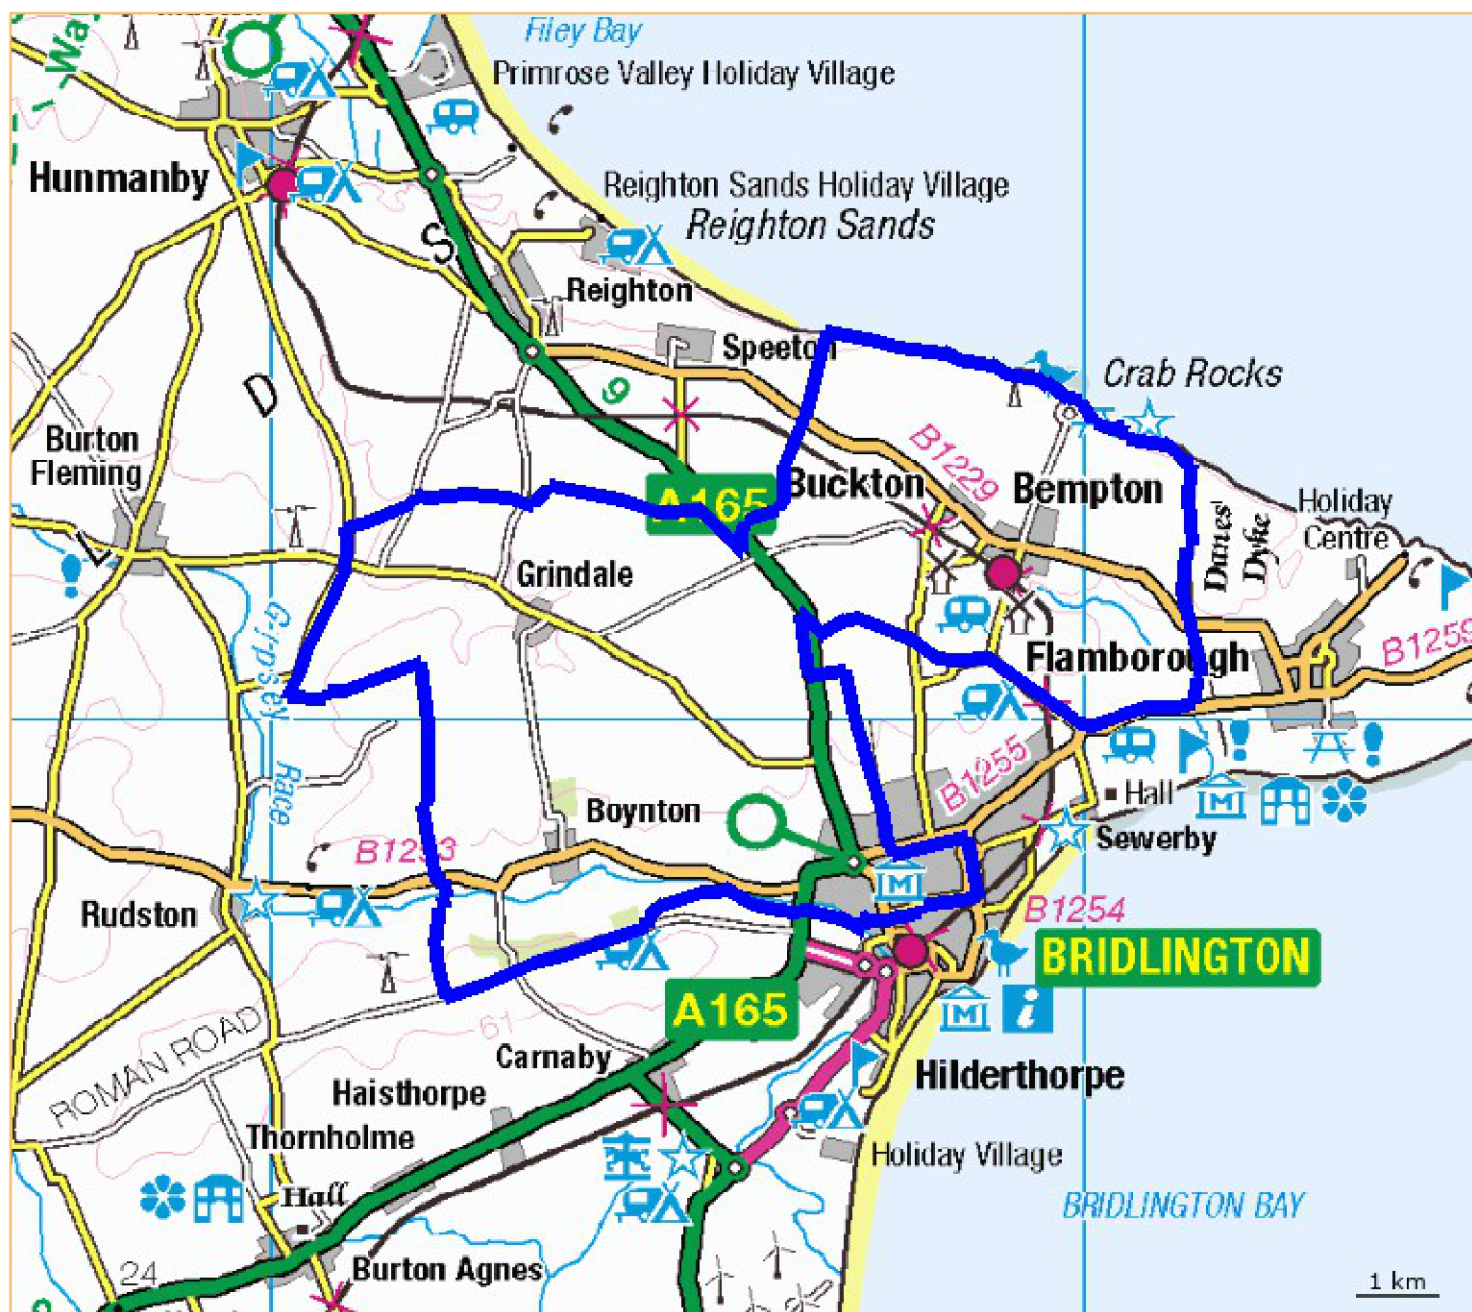 Filey Bay
Wa
Primrose Valley Holiday Village
Hunmanby
Reighton Sands Holiday Village
Reighton Sands
S
Reighton
Speeton
Crab Rocks
9
D
Burton
Fleming
B1229
Buckton
Bempton
A165
Holiday
Centre
Danes'
Dyke
L
Grindale
Gypsey
Race
Flamborough
B1259
B1255
Boynton
Hall
Sewerby
B1253
Rudston
B1254
BRIDLINGTON
A165
61
ROMAN ROAD
Carnaby
Hilderthorpe
Haisthorpe
Thornholme
Holiday Village
Hall
BRIDLINGTON BAY
Burton Agnes
24
1 km